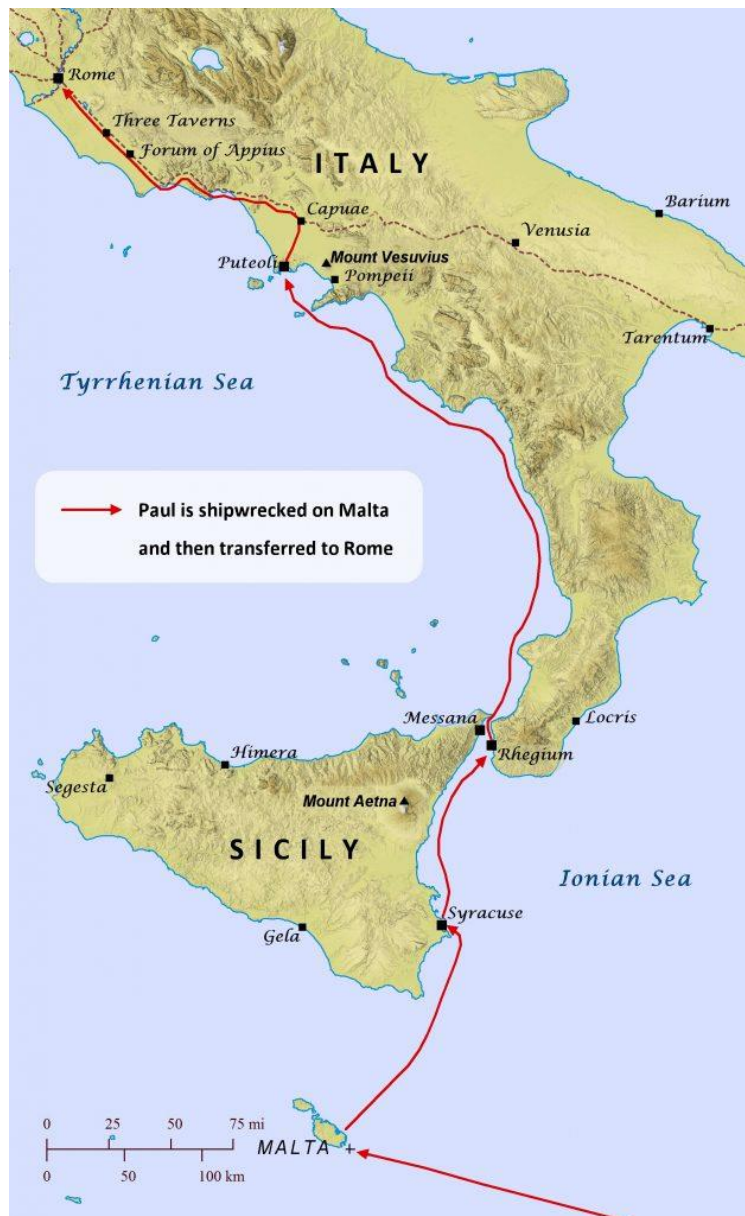 Rome
Three Taverns
Forum of Appius
ITALY
Capuae
Barium
Venusia
Puteoli
Mount Vesuvius
Pompeii
Tarentum
Tyrrhenian Sea
Paul is shipwrecked on Malta
and then transferred to Rome
Messana
Locris
Himera
Rhegium
Segesta
Mount Aetna
SICILY
Ionian Sea
Syracuse
Gela
0 25 50 75 mi
MALTA
0 50 100 km